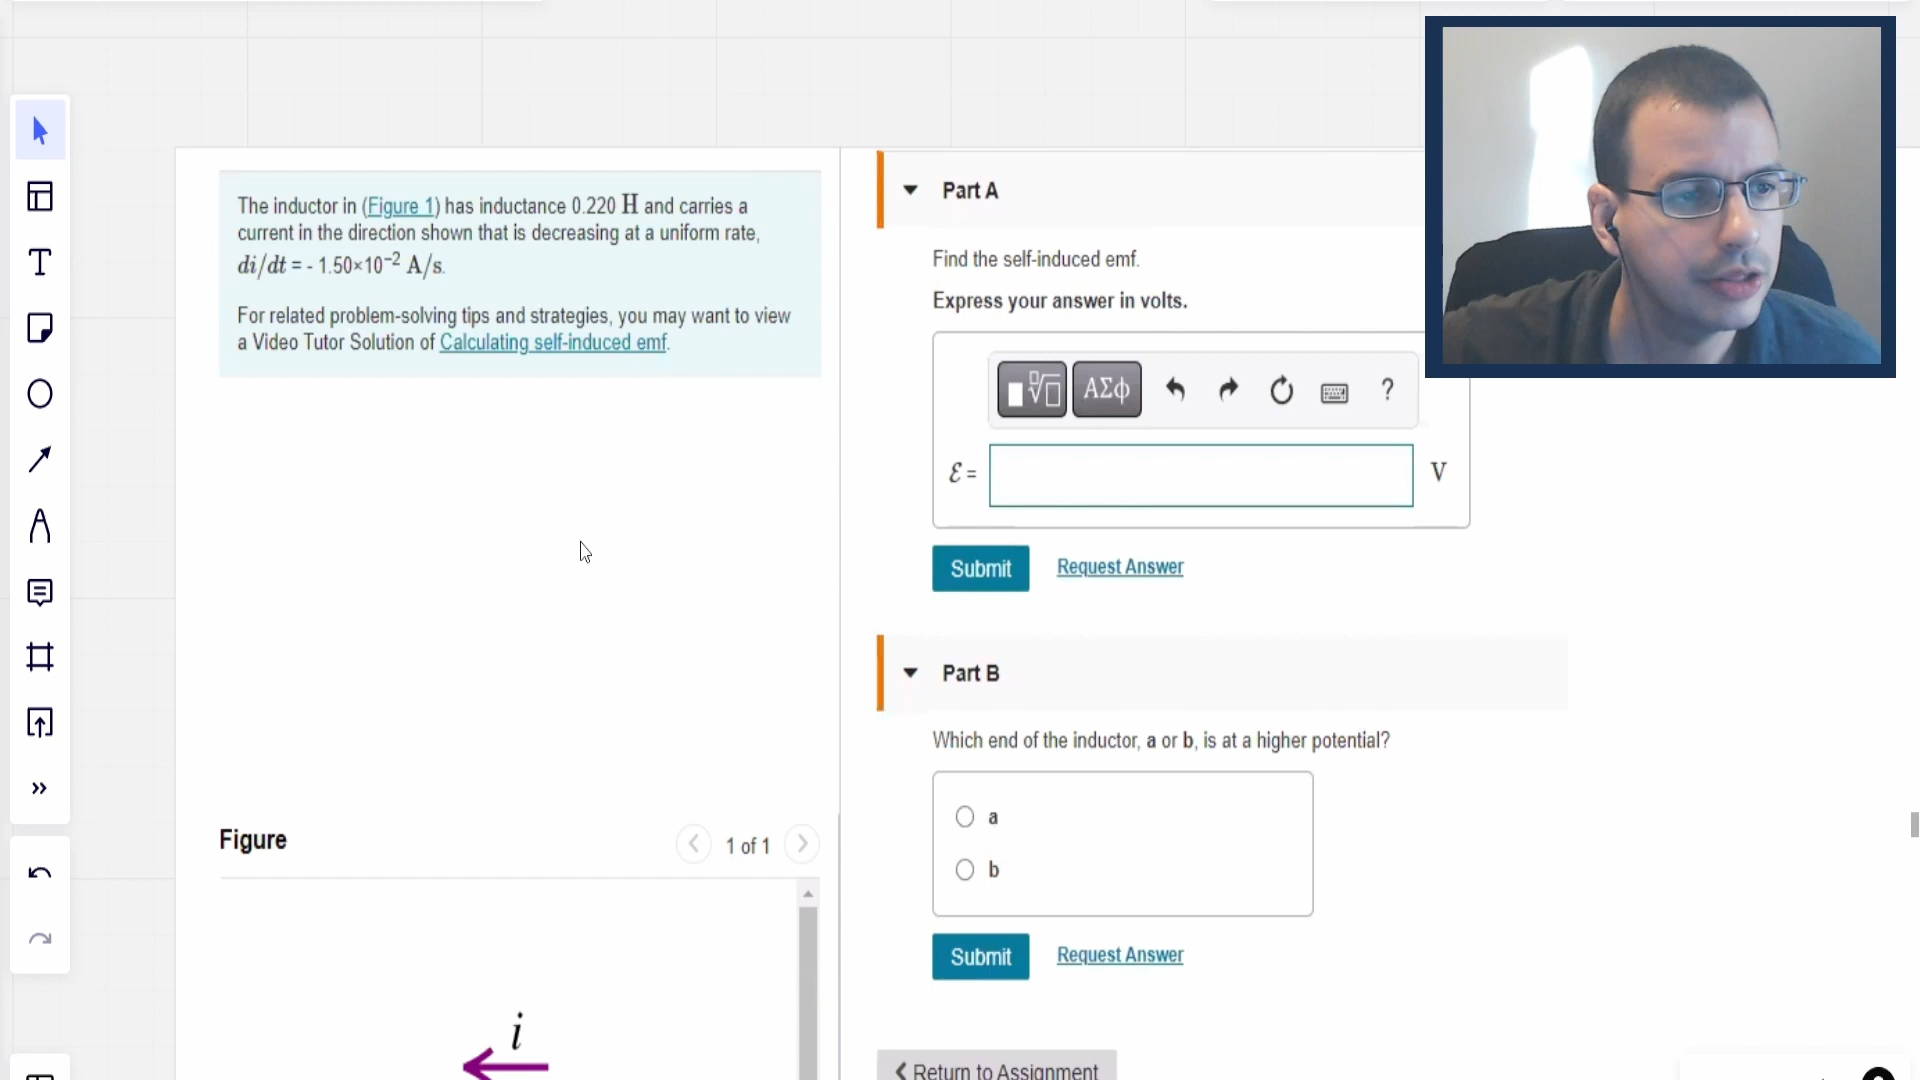 The inductor in (Figure 1) has inductance 0.220 H and carries a
current in the direction shown that is decreasing at a uniform rate,
di/dt = - 1.50×10⁻² A/s.
For related problem-solving tips and strategies, you may want to view
a Video Tutor Solution of Calculating self-induced emf.
Figure
1 of 1
i
Part A
Find the self-induced emf.
Express your answer in volts.
ΑΣϕ
?
ℰ =
V
Submit
Request Answer
Part B
Which end of the inductor, a or b, is at a higher potential?
a
b
Submit
Request Answer
Return to Assignment